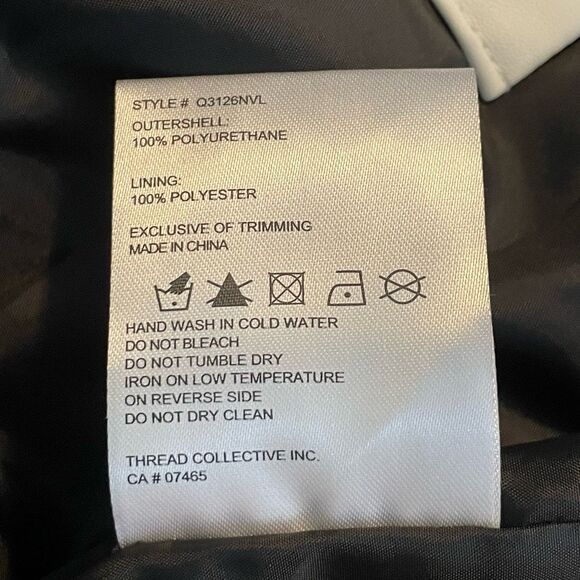 STYLE # Q3126NVL
OUTERSHELL:
100% POLYURETHANE
LINING:
100% POLYESTER
EXCLUSIVE OF TRIMMING
MADE IN CHINA
HAND WASH IN COLD WATER
DO NOT BLEACH
DO NOT TUMBLE DRY
IRON ON LOW TEMPERATURE
ON REVERSE SIDE
DO NOT DRY CLEAN
THREAD COLLECTIVE INC.
CA # 07465